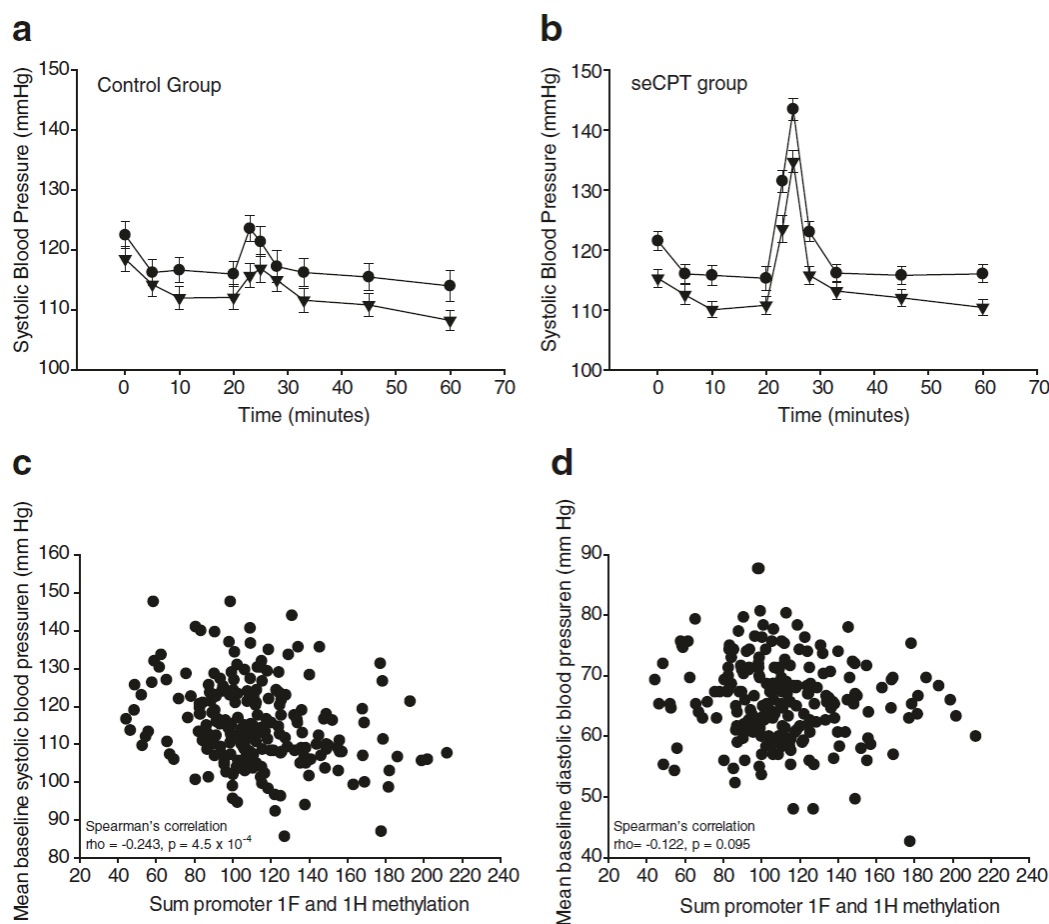 a
Control Group
Systolic Blood Pressure (mmHg)
150
140
130
120
110
100
0 10 20 30 40 50 60 70
Time (minutes)
b
seCPT group
Systolic Blood Pressure (mmHg)
150
140
130
120
110
100
0 10 20 30 40 50 60 70
Time (minutes)
c
Mean baseline systolic blood pressuren (mm Hg)
160
150
140
130
120
110
100
90
80
Spearman's correlation
rho = -0.243, p = 4.5 x 10⁻⁴
20 40 60 80 100 120 140 160 180 200 220 240
Sum promoter 1F and 1H methylation
d
Mean baseline diastolic blood pressuren (mm Hg)
90
80
70
60
50
40
Spearman's correlation
rho= -0.122, p = 0.095
20 40 60 80 100 120 140 160 180 200 220 240
Sum promoter 1F and 1H methylation